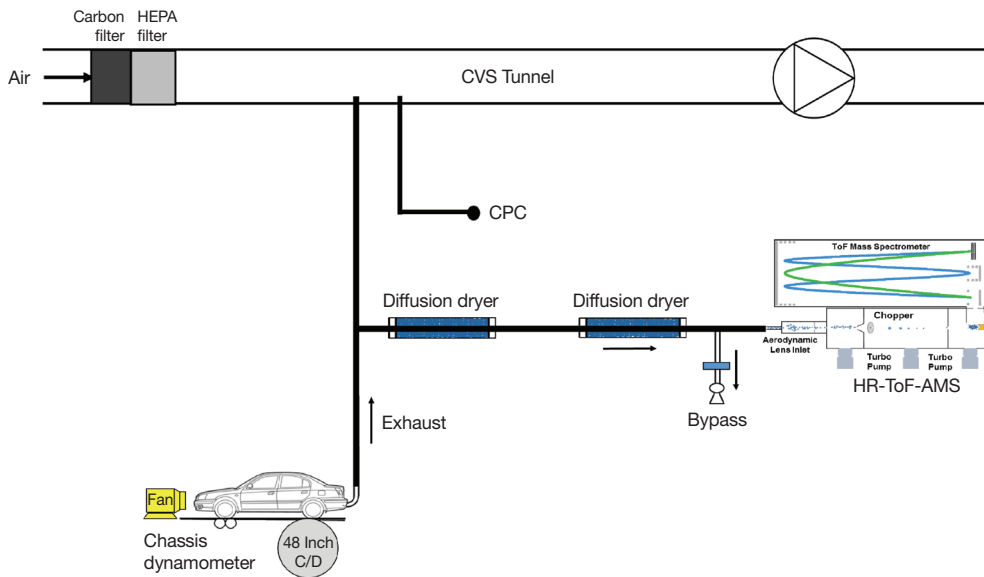 Carbon
filter
HEPA
filter
Air
CVS Tunnel
CPC
ToF Mass Spectrometer
Diffusion dryer
Diffusion dryer
Chopper
Aerodynamic
Lens Inlet
Turbo
Pump
Turbo
Pump
HR-ToF-AMS
Bypass
Exhaust
Fan
Chassis
dynamometer
48 Inch
C/D